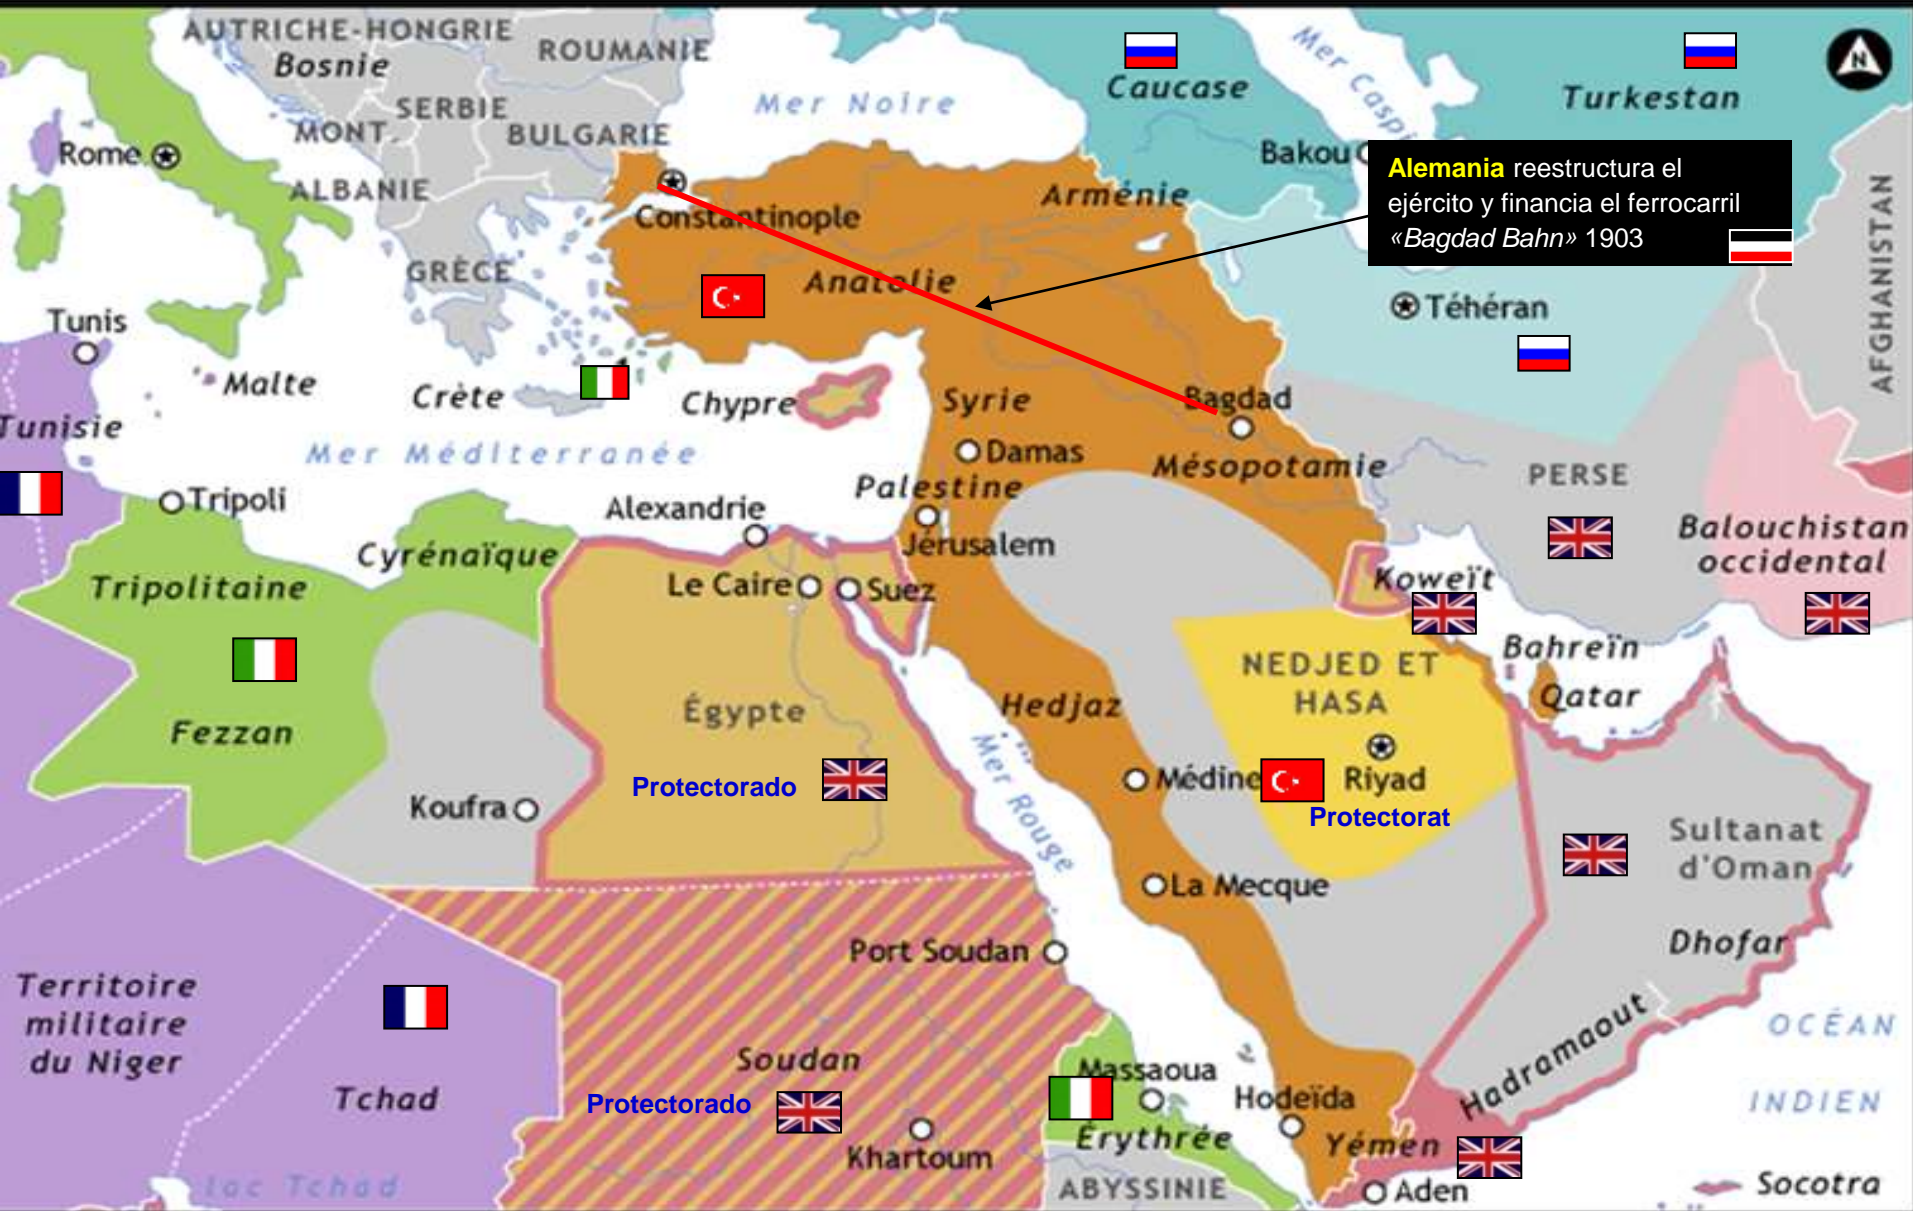 AUTRICHE-HONGRIE
Bosnie
ROUMANIE
SERBIE
MONT.
BULGARIE
ALBANIE
GRÈCE
Rome
Mer Noire
Caucase
Mer Caspi
Turkestan
N
Bakou
Alemania reestructura el
ejército y financia el ferrocarril
«Bagdad Bahn» 1903
AFGHANISTAN
Constantinople
Arménie
Anatolie
Téhéran
Tunis
Malte
Crète
Chypre
Syrie
Bagdad
Tunisie
Mer Méditerranée
Damas
Mésopotamie
PERSE
Tripoli
Alexandrie
Palestine
Jérusalem
Balouchistan
occidental
Cyrénaïque
Tripolitaine
Le Caire
Suez
Koweït
Fezzan
Égypte
Hedjaz
NEDJED ET
HASA
Bahreïn
Qatar
Protectorado
Mer Rouge
Médine
Riyad
Protectorat
Koufra
Sultanat
d'Oman
La Mecque
Dhofar
Port Soudan
Territoire
militaire
du Niger
Tchad
Soudan
Protectorado
Khartoum
Massaoua
Érythrée
Hodeïda
Yémen
Hadramaout
OCÉAN
INDIEN
lac Tchad
ABYSSINIE
Aden
Socotra